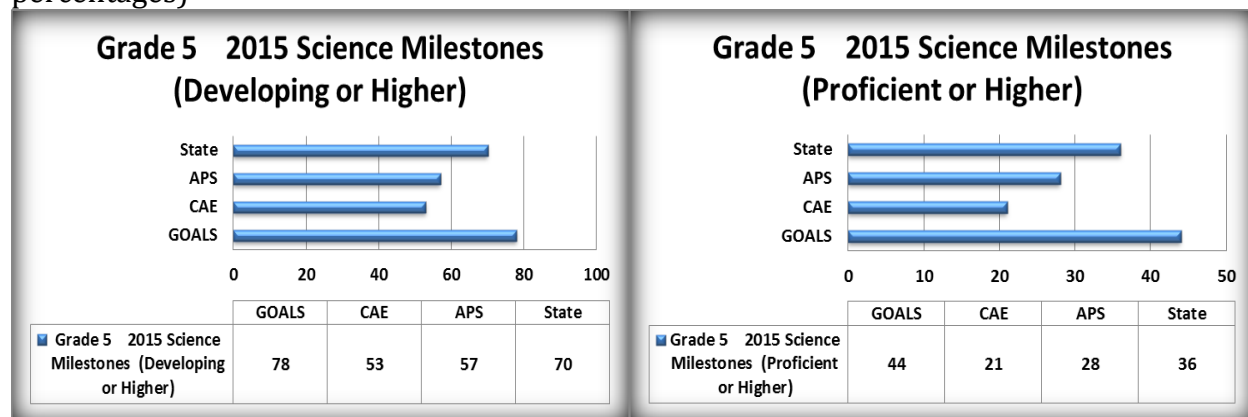 percentages)
Grade 5 2015 Science Milestones
(Developing or Higher)
State
APS
CAE
GOALS
0 20 40 60 80 100
GOALS CAE APS State
Grade 5 2015 Science
Milestones (Developing
or Higher)
78 53 57 70
Grade 5 2015 Science Milestones
(Proficient or Higher)
State
APS
CAE
GOALS
0 10 20 30 40 50
GOALS CAE APS State
Grade 5 2015 Science
Milestones (Proficient
or Higher)
44 21 28 36